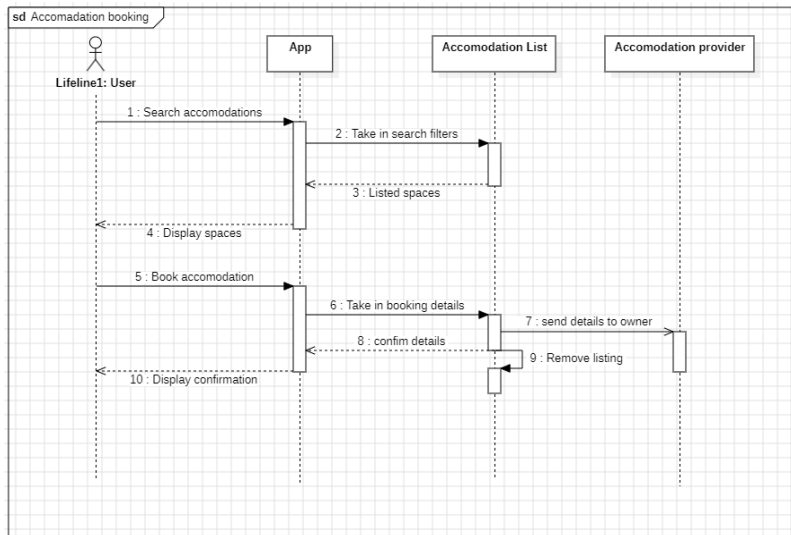 sd Accomadation booking
App
Accomodation List
Accomodation provider
Lifeline1: User
1 : Search accomodations
2 : Take in search filters
3 : Listed spaces
4 : Display spaces
5 : Book accomodation
6 : Take in booking details
7 : send details to owner
8 : confim details
9 : Remove listing
10 : Display confirmation